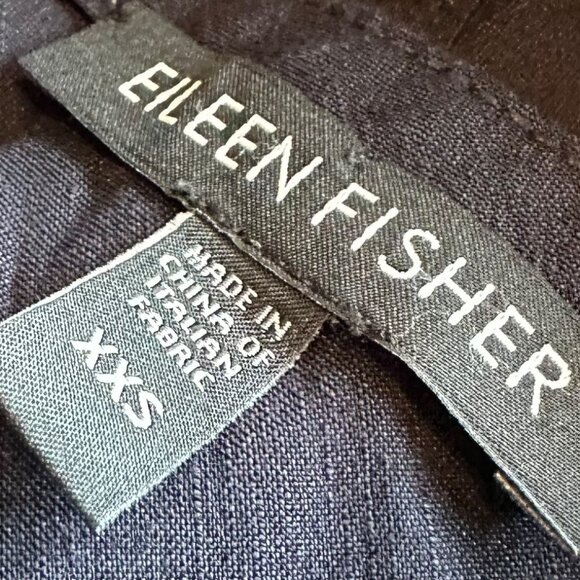 EILEEN FISHER
MADE IN
CHINA OF
ITALIAN
FABRIC
XXS